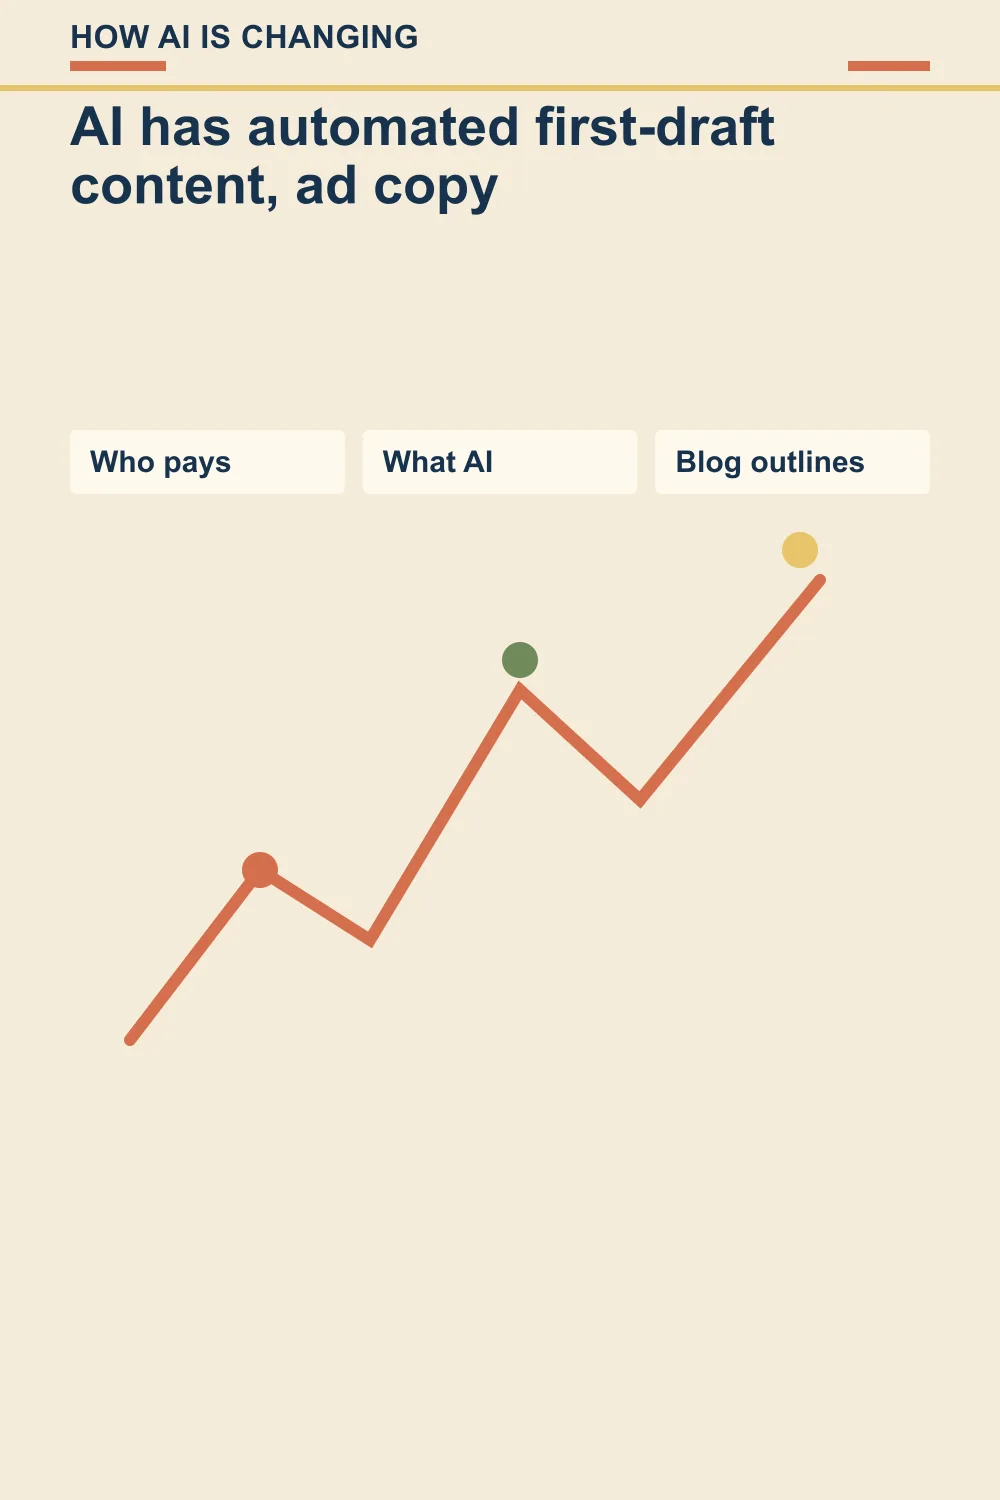 HOW AI IS CHANGING
AI has automated first-draft
content, ad copy
Who pays
What AI
Blog outlines